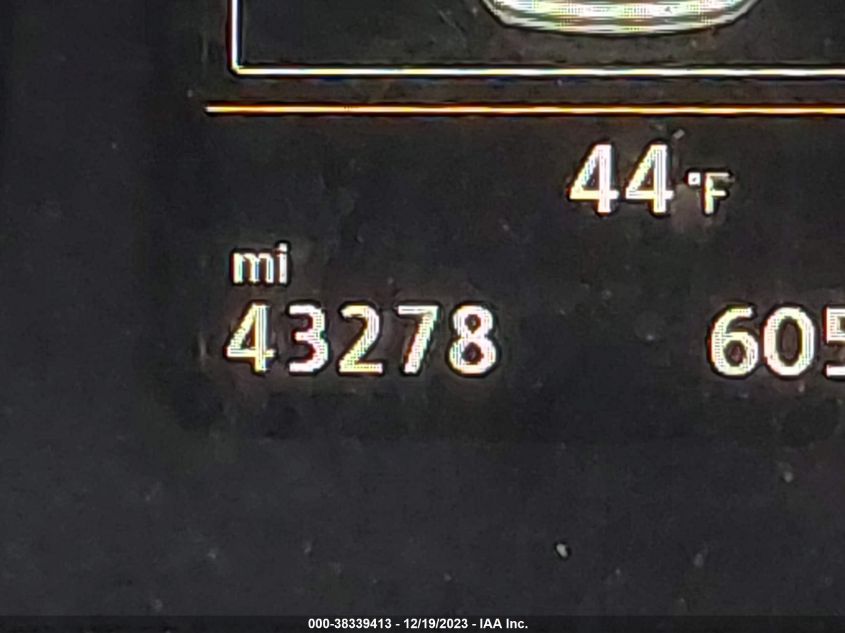 44 °F
mi
43278 605
000-38339413 - 12/19/2023 - IAA Inc.